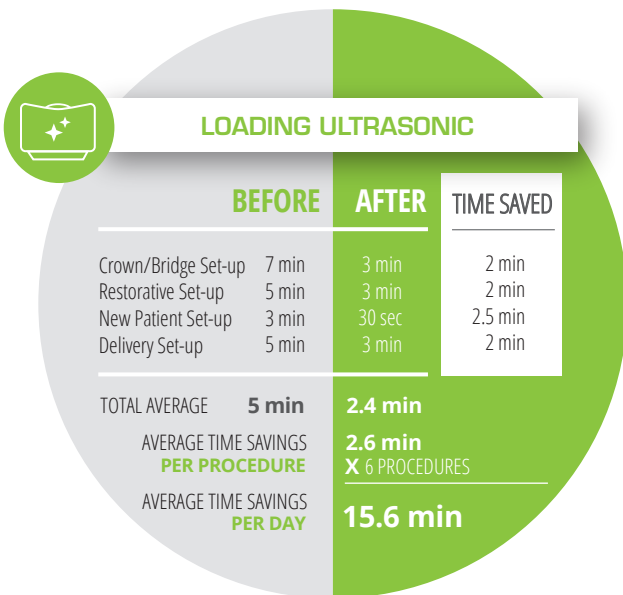 LOADING ULTRASONIC
BEFORE AFTER TIME SAVED
Crown/Bridge Set-up 7 min 3 min 2 min
Restorative Set-up 5 min 3 min 2 min
New Patient Set-up 3 min 30 sec 2.5 min
Delivery Set-up 5 min 3 min 2 min
TOTAL AVERAGE 5 min 2.4 min
AVERAGE TIME SAVINGS 2.6 min
PER PROCEDURE X 6 PROCEDURES
AVERAGE TIME SAVINGS
PER DAY 15.6 min